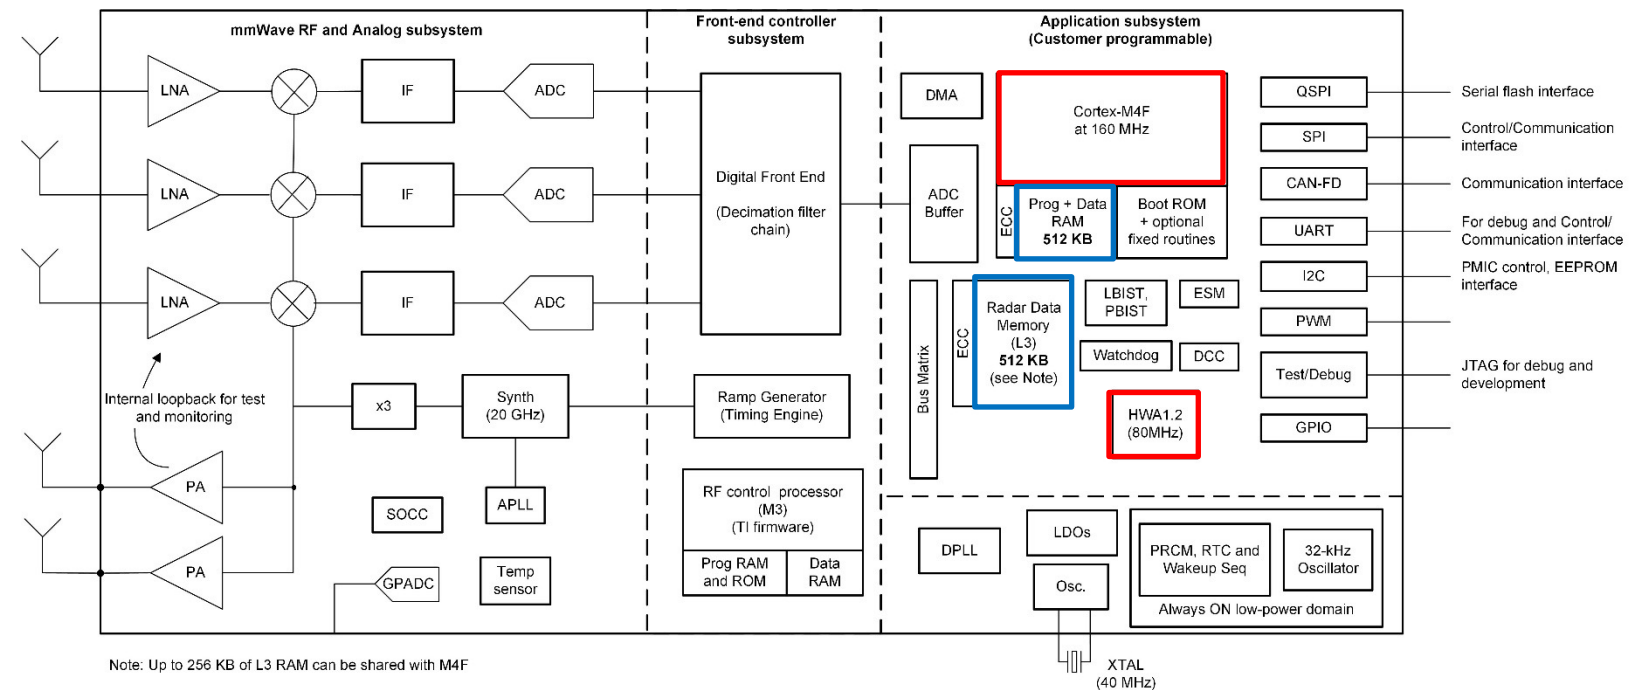 mmWave RF and Analog subsystem
Front-end controller
subsystem
Application subsystem
(Customer programmable)
LNA
IF
ADC
LNA
IF
ADC
LNA
IF
ADC
Digital Front End
(Decimation filter
chain)
DMA
Cortex-M4F
at 160 MHz
ADC
Buffer
ECC
Prog + Data
RAM
512 KB
Boot ROM
+ optional
fixed routines
Bus Matrix
ECC
Radar Data
Memory
(L3)
512 KB
(see Note)
LBIST,
PBIST
ESM
Watchdog
DCC
HWA1.2
(80MHz)
QSPI
Serial flash interface
SPI
Control/Communication
interface
CAN-FD
Communication interface
UART
For debug and Control/
Communication interface
I2C
PMIC control, EEPROM
interface
PWM
Test/Debug
JTAG for debug and
development
GPIO
Internal loopback for test
and monitoring
x3
Synth
(20 GHz)
Ramp Generator
(Timing Engine)
PA
SOCC
APLL
RF control processor
(M3)
(TI firmware)
Prog RAM
and ROM
Data
RAM
PA
GPADC
Temp
sensor
DPLL
LDOs
Osc.
PRCM, RTC and
Wakeup Seq
32-kHz
Oscillator
Always ON low-power domain
Note: Up to 256 KB of L3 RAM can be shared with M4F
XTAL
(40 MHz)